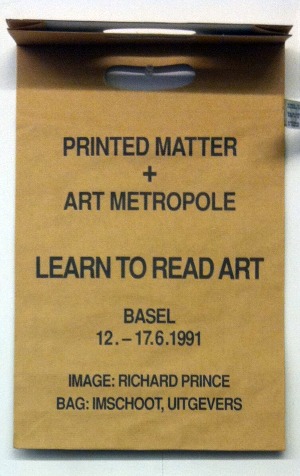 PRINTED MATTER
+
ART METROPOLE
LEARN TO READ ART
BASEL
12. – 17.6.1991
IMAGE: RICHARD PRINCE
BAG: IMSCHOOT, UITGEVERS